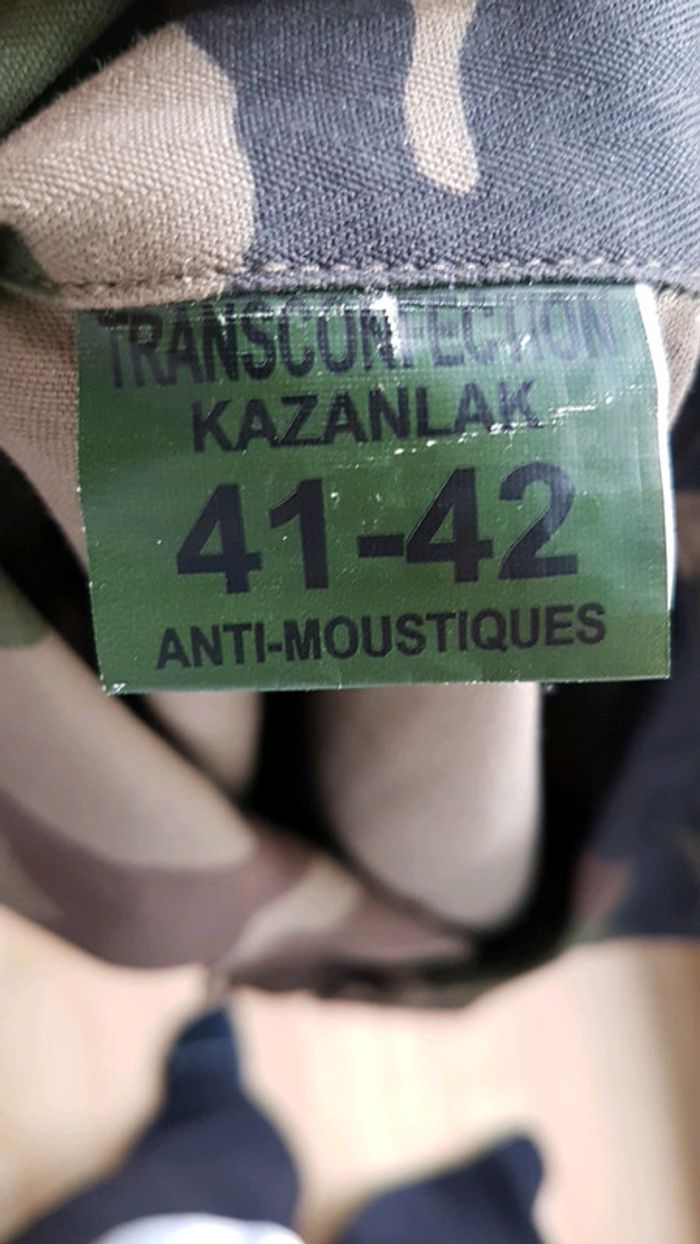 TRANSCONFECTION
KAZANLAK
41-42
ANTI-MOUSTIQUES